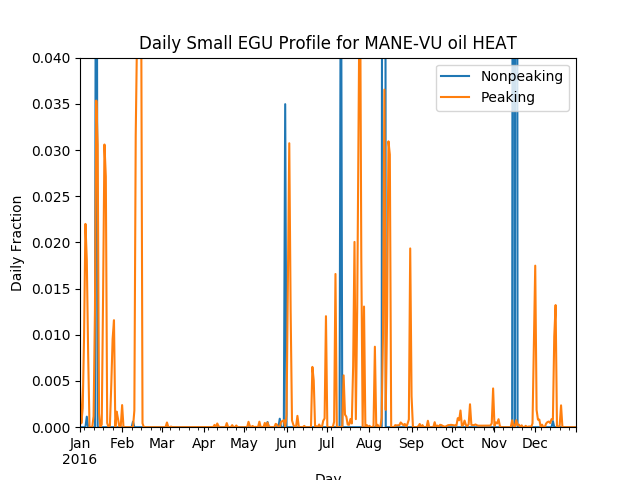 Daily Small EGU Profile for MANE-VU oil HEAT
0.040
0.035
0.030
0.025
0.020
0.015
0.010
0.005
0.000
Daily Fraction
Nonpeaking
Peaking
Jan Feb Mar Apr May Jun Jul Aug Sep Oct Nov Dec
2016
Day